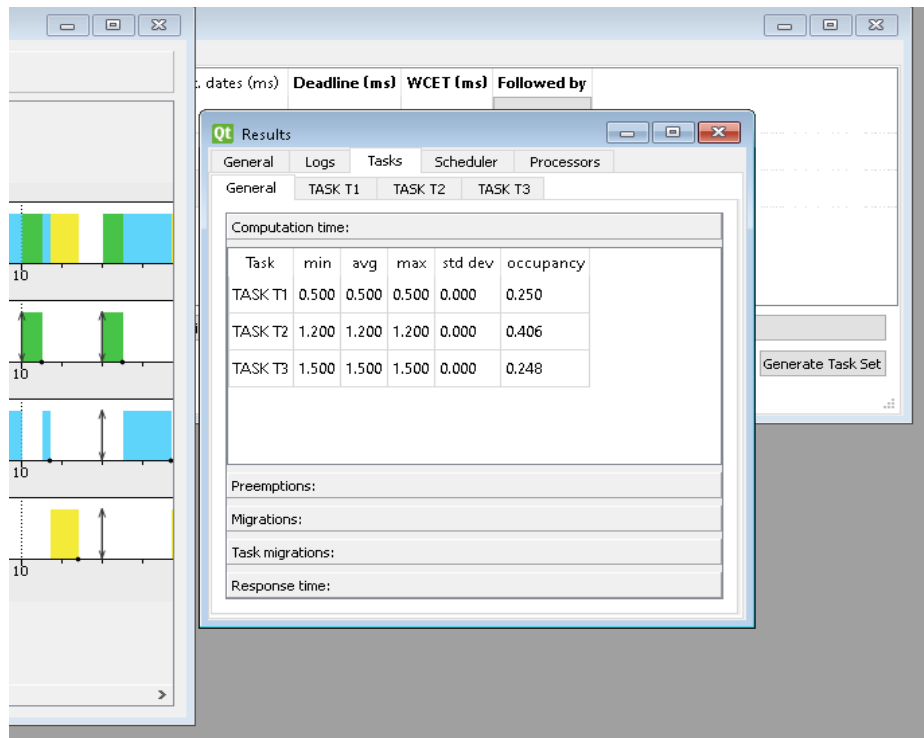 . dates (ms) Deadline (ms) WCET (ms) Followed by
Results
General Logs Tasks Scheduler Processors
General TASK T1 TASK T2 TASK T3
Computation time:
Task min avg max std dev occupancy
TASK T1 0.500 0.500 0.500 0.000 0.250
TASK T2 1.200 1.200 1.200 0.000 0.406
TASK T3 1.500 1.500 1.500 0.000 0.248
Preemptions:
Migrations:
Task migrations:
Response time:
10
10
10
10
Generate Task Set
Qt